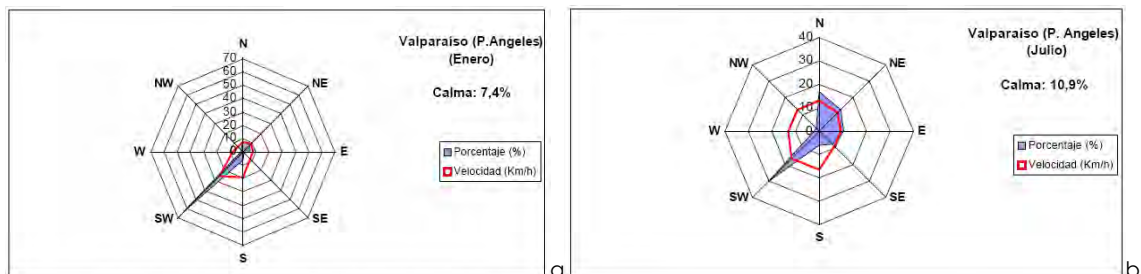 Valparaiso (P.Angeles)
(Enero)
Calma: 7,4%
N
NE
E
SE
S
SW
W
NW
70
60
50
40
30
20
10
0
Porcentaje (%)
Velocidad (Km/h)
a
Valparaiso (P. Angeles)
(Julio)
Calma: 10,9%
N
NE
E
SE
S
SW
W
NW
40
30
20
10
0
Porcentaje (%)
Velocidad (Km/h)
b